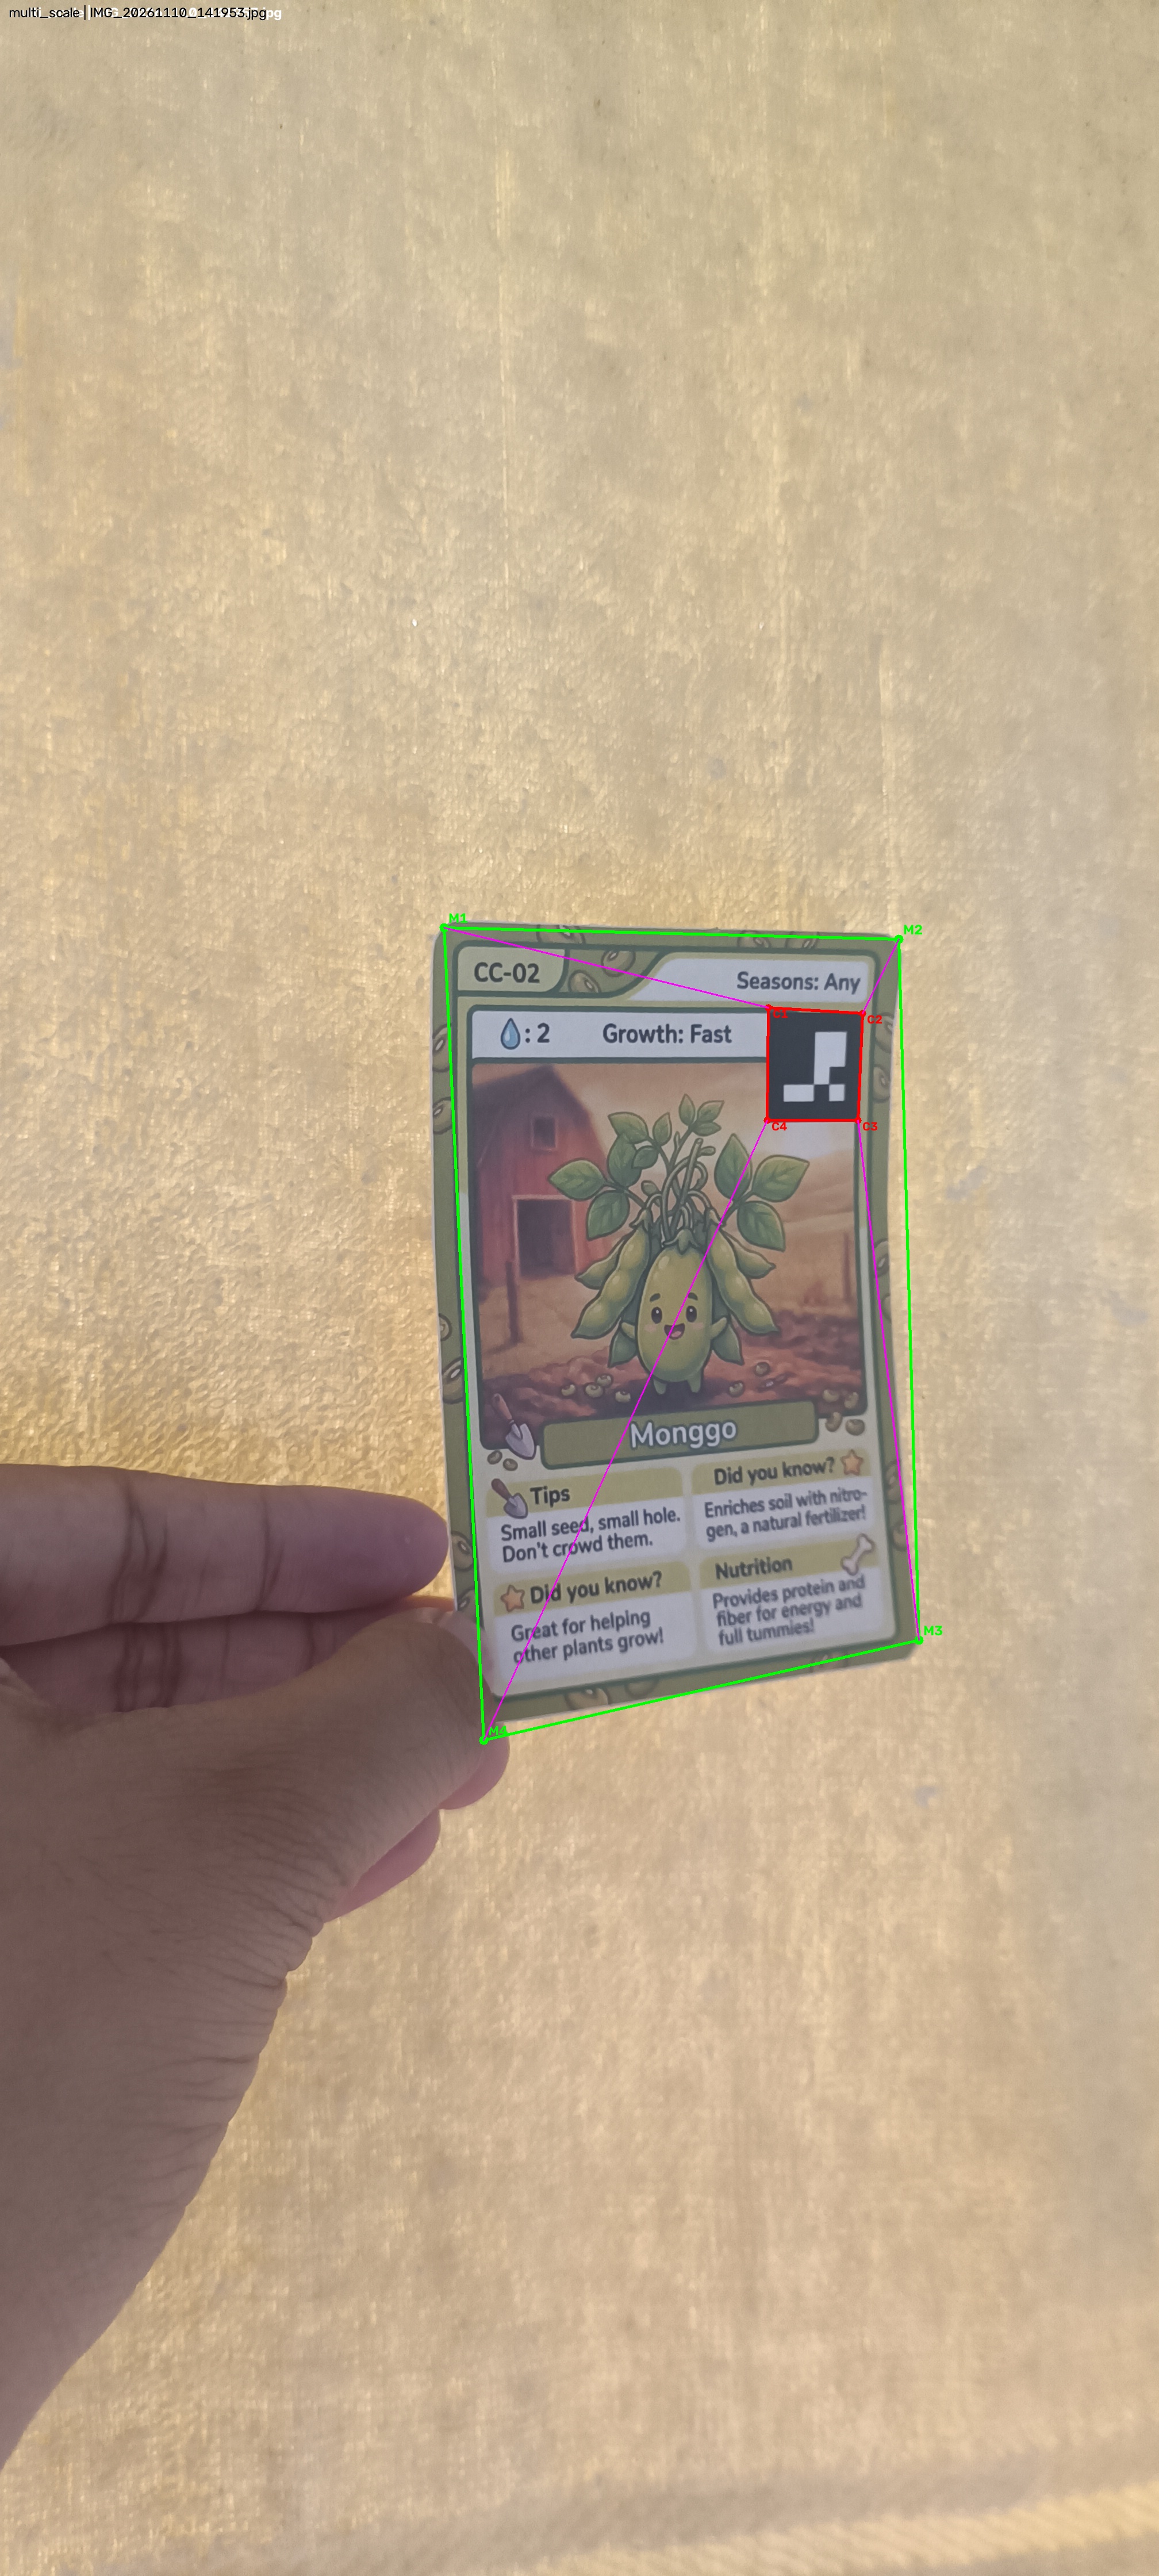 multi_scale | IMG_20261110_141953.jpg
M1
M2
CC-02
Seasons: Any
C1
C2
: 2
Growth: Fast
C4
C3
Monggo
Tips
Small seed, small hole.
Don't crowd them.
Did you know?
Enriches soil with nitro-
gen, a natural fertilizer!
Did you know?
Great for helping
other plants grow!
Nutrition
Provides protein and
fiber for energy and
full tummies!
M3
M4